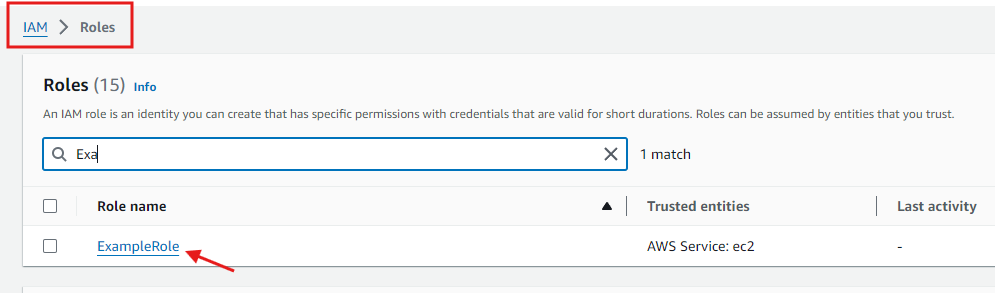 IAM > Roles
Roles (15) Info
An IAM role is an identity you can create that has specific permissions with credentials that are valid for short durations. Roles can be assumed by entities that you trust.
Exa 1 match
Role name Trusted entities Last activity
ExampleRole AWS Service: ec2 -